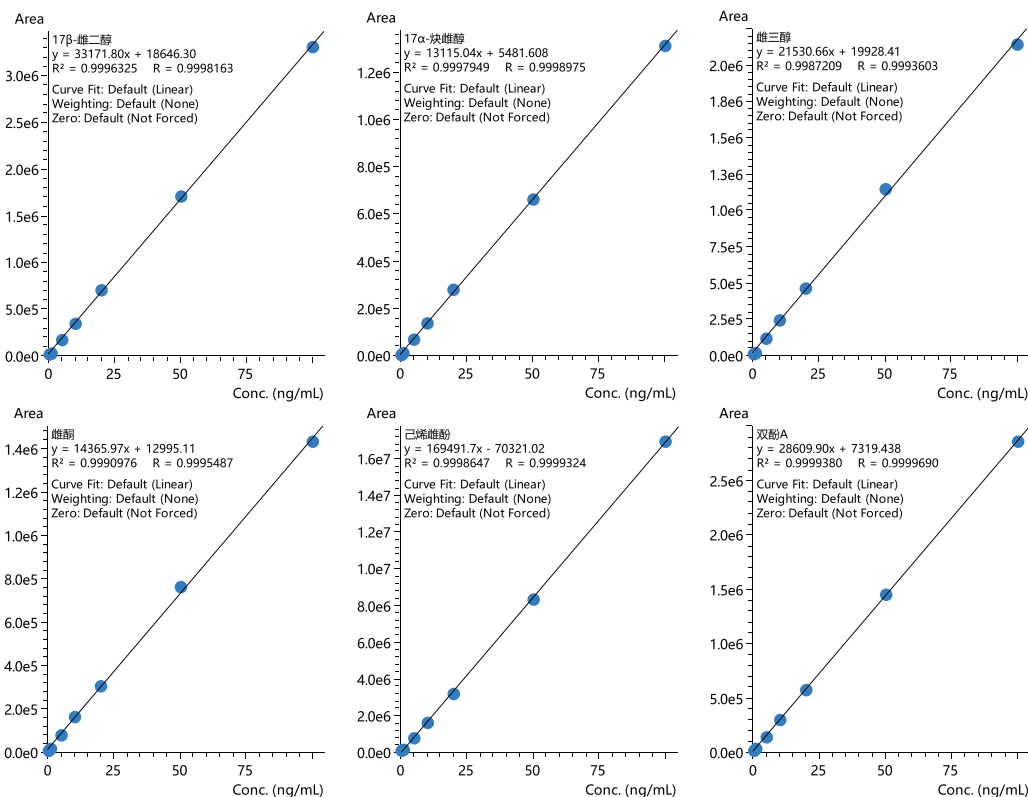 Area
17β-雌二醇
y = 33171.80x + 18646.30
R² = 0.9996325 R = 0.9998163
Curve Fit: Default (Linear)
Weighting: Default (None)
Zero: Default (Not Forced)
3.0e6
2.5e6
2.0e6
1.5e6
1.0e6
5.0e5
0.0e0
0 25 50 75
Conc. (ng/mL)
Area
17α-炔雌醇
y = 13115.04x + 5481.608
R² = 0.9997949 R = 0.9998975
Curve Fit: Default (Linear)
Weighting: Default (None)
Zero: Default (Not Forced)
1.2e6
1.0e6
8.0e5
6.0e5
4.0e5
2.0e5
0.0e0
0 25 50 75
Conc. (ng/mL)
Area
雌三醇
y = 21530.66x + 19928.41
R² = 0.9987209 R = 0.9993603
Curve Fit: Default (Linear)
Weighting: Default (None)
Zero: Default (Not Forced)
2.0e6
1.8e6
1.5e6
1.3e6
1.0e6
7.5e5
5.0e5
2.5e5
0.0e0
0 25 50 75
Conc. (ng/mL)
Area
雌酮
y = 14365.97x + 12995.11
R² = 0.9990976 R = 0.9995487
Curve Fit: Default (Linear)
Weighting: Default (None)
Zero: Default (Not Forced)
1.4e6
1.2e6
1.0e6
8.0e5
6.0e5
4.0e5
2.0e5
0.0e0
0 25 50 75
Conc. (ng/mL)
Area
己烯雌酚
y = 169491.7x - 70321.02
R² = 0.9998647 R = 0.9999324
Curve Fit: Default (Linear)
Weighting: Default (None)
Zero: Default (Not Forced)
1.6e7
1.4e7
1.2e7
1.0e7
8.0e6
6.0e6
4.0e6
2.0e6
0.0e0
0 25 50 75
Conc. (ng/mL)
Area
双酚A
y = 28609.90x + 7319.438
R² = 0.9999380 R = 0.9999690
Curve Fit: Default (Linear)
Weighting: Default (None)
Zero: Default (Not Forced)
2.5e6
2.0e6
1.5e6
1.0e6
5.0e5
0.0e0
0 25 50 75
Conc. (ng/mL)